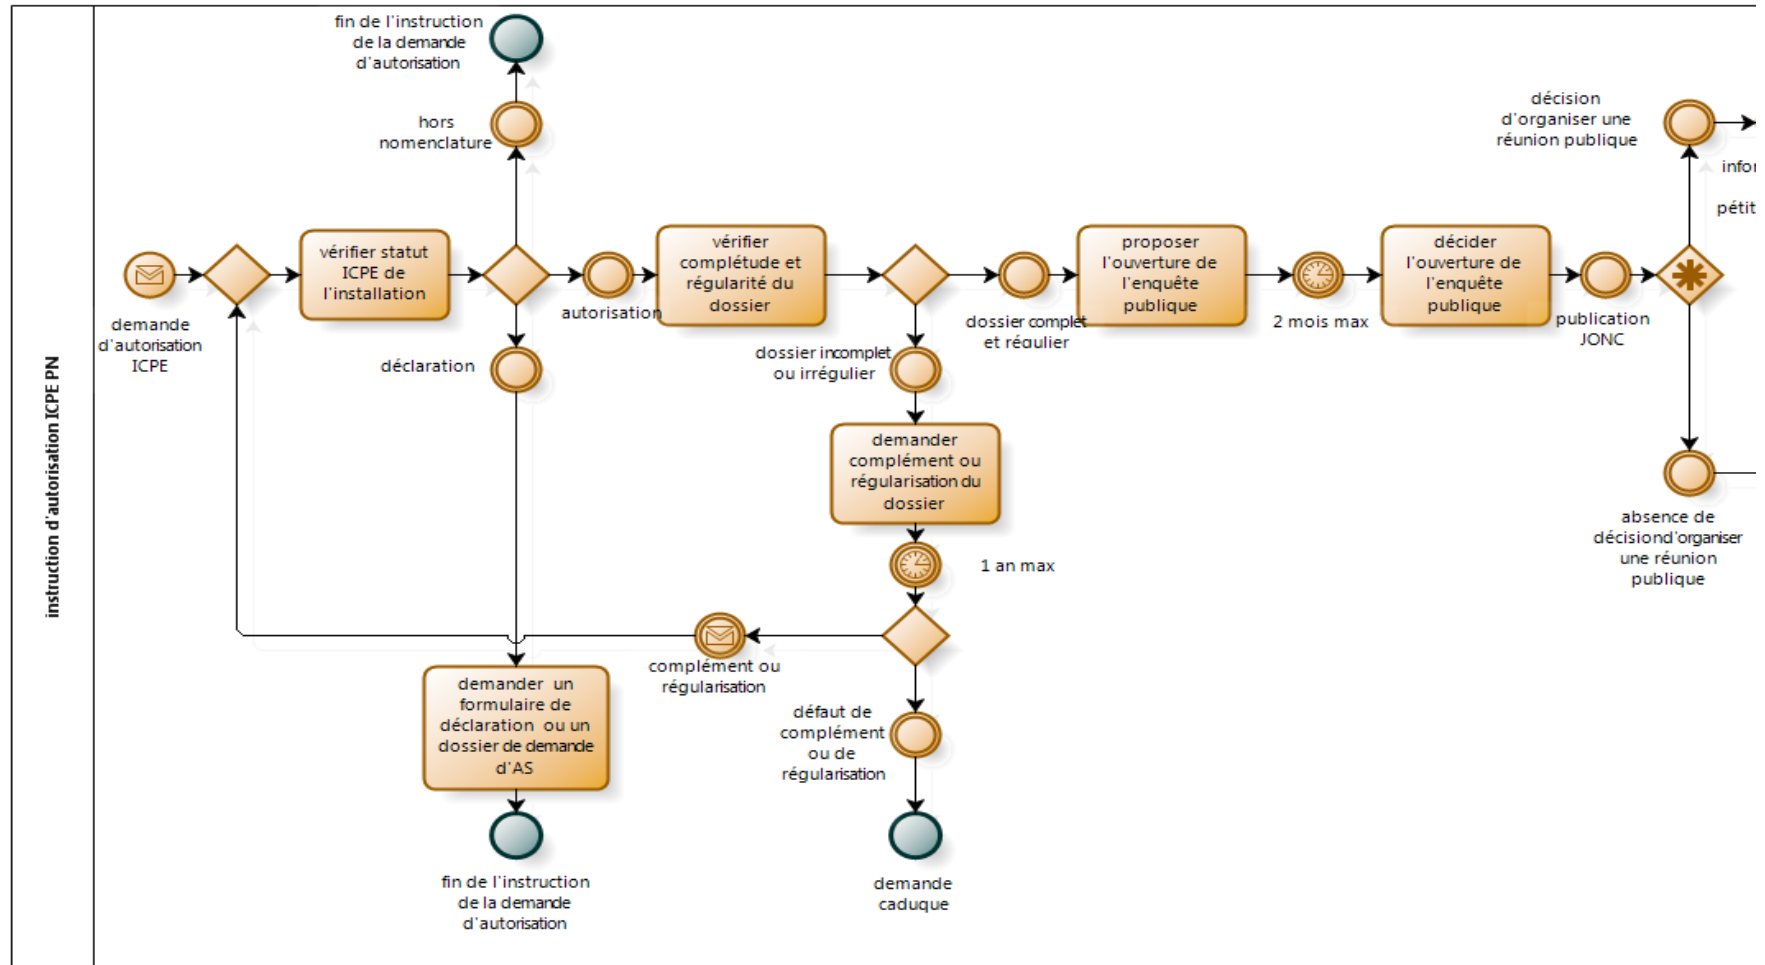 instruction d'autorisation ICPE PN
fin de l'instruction
de la demande
d'autorisation
hors
nomenclature
demande
d'autorisation
ICPE
vérifier statut
ICPE de
l'installation
déclaration
autorisation
vérifier
complétude et
régularité du
dossier
dossier incomplet
ou irrégulier
dossier complet
et régulier
proposer
l'ouverture de
l'enquête
publique
2 mois max
décider
l'ouverture de
l'enquête
publique
publication
JONC
décision
d'organiser une
réunion publique
infor
pétit
absence de
décisiond'organiser
une réunion
publique
demander
complément ou
régularisation du
dossier
1 an max
complément ou
régularisation
défaut de
complément
ou de
régularisation
demande
caduque
demander un
formulaire de
déclaration ou un
dossier de demande
d'AS
fin de l'instruction
de la demande
d'autorisation